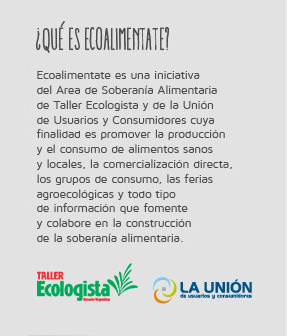 ¿QUÉ ES ECOALIMENTATE?
Ecoalimentate es una iniciativa
del Area de Soberanía Alimentaria
de Taller Ecologista y de la Unión
de Usuarios y Consumidores cuya
finalidad es promover la producción
y el consumo de alimentos sanos
y locales, la comercialización directa,
los grupos de consumo, las ferias
agroecológicas y todo tipo
de información que fomente
y colabore en la construcción
de la soberanía alimentaria.
TALLER
Ecologista
Rosario-Argentina
LA UNIÓN
de usuarios y consumidores